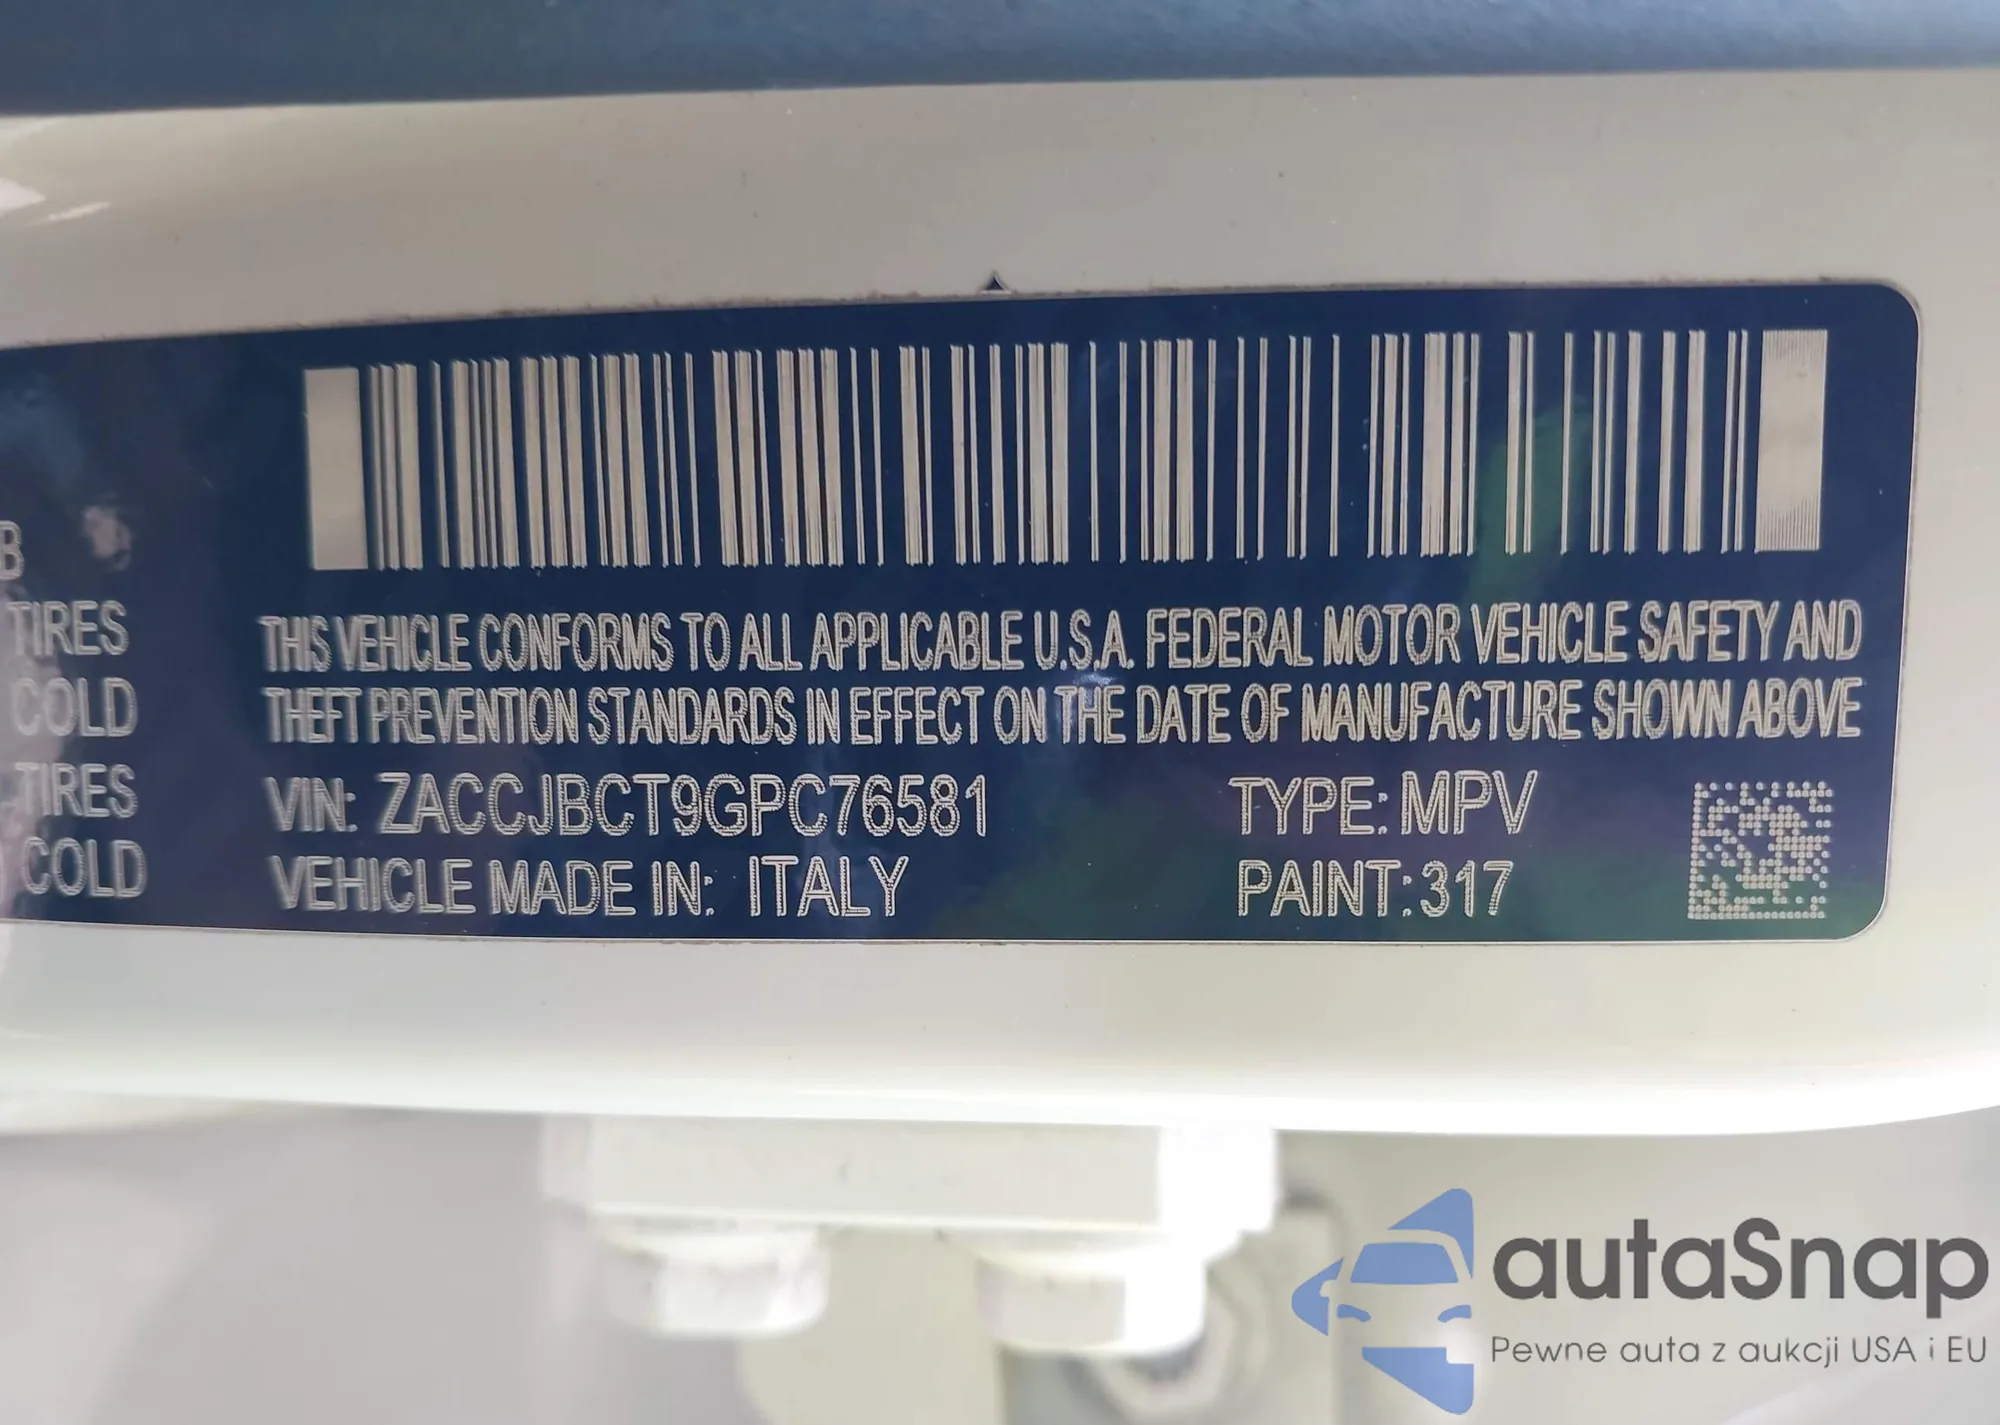 B
TIRES
COLD
TIRES
COLD
THIS VEHICLE CONFORMS TO ALL APPLICABLE U.S.A. FEDERAL MOTOR VEHICLE SAFETY AND
THEFT PREVENTION STANDARDS IN EFFECT ON THE DATE OF MANUFACTURE SHOWN ABOVE
VIN: ZACCJBCT9GPC76581 TYPE: MPV
VEHICLE MADE IN: ITALY PAINT: 317
autaSnap
Pewne auta z aukcji USA i EU